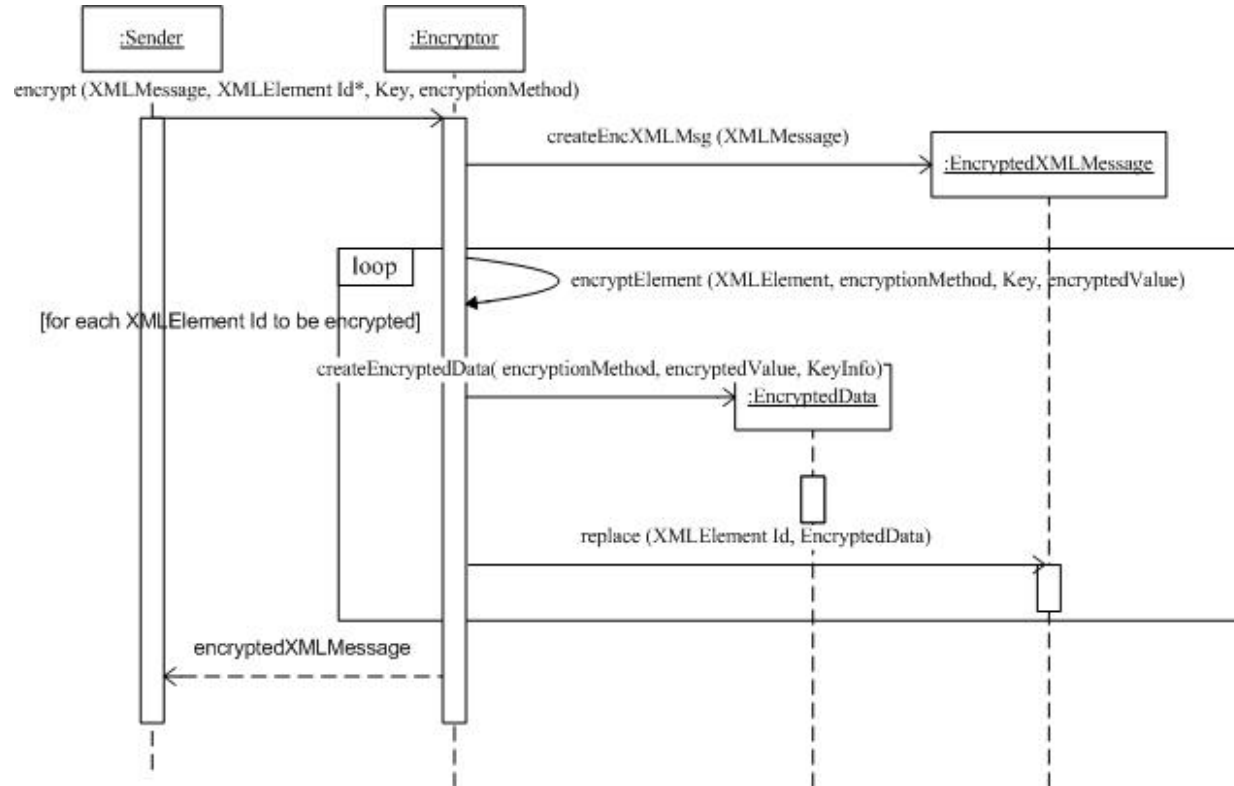 :Sender
:Encryptor
encrypt (XMLMessage, XMLElement Id*, Key, encryptionMethod)
createEncXMLMsg (XMLMessage)
:EncryptedXMLMessage
loop
encryptElement (XMLElement, encryptionMethod, Key, encryptedValue)
[for each XMLElement Id to be encrypted]
createEncryptedData( encryptionMethod, encryptedValue, KeyInfo)
:EncryptedData
replace (XMLElement Id, EncryptedData)
encryptedXMLMessage